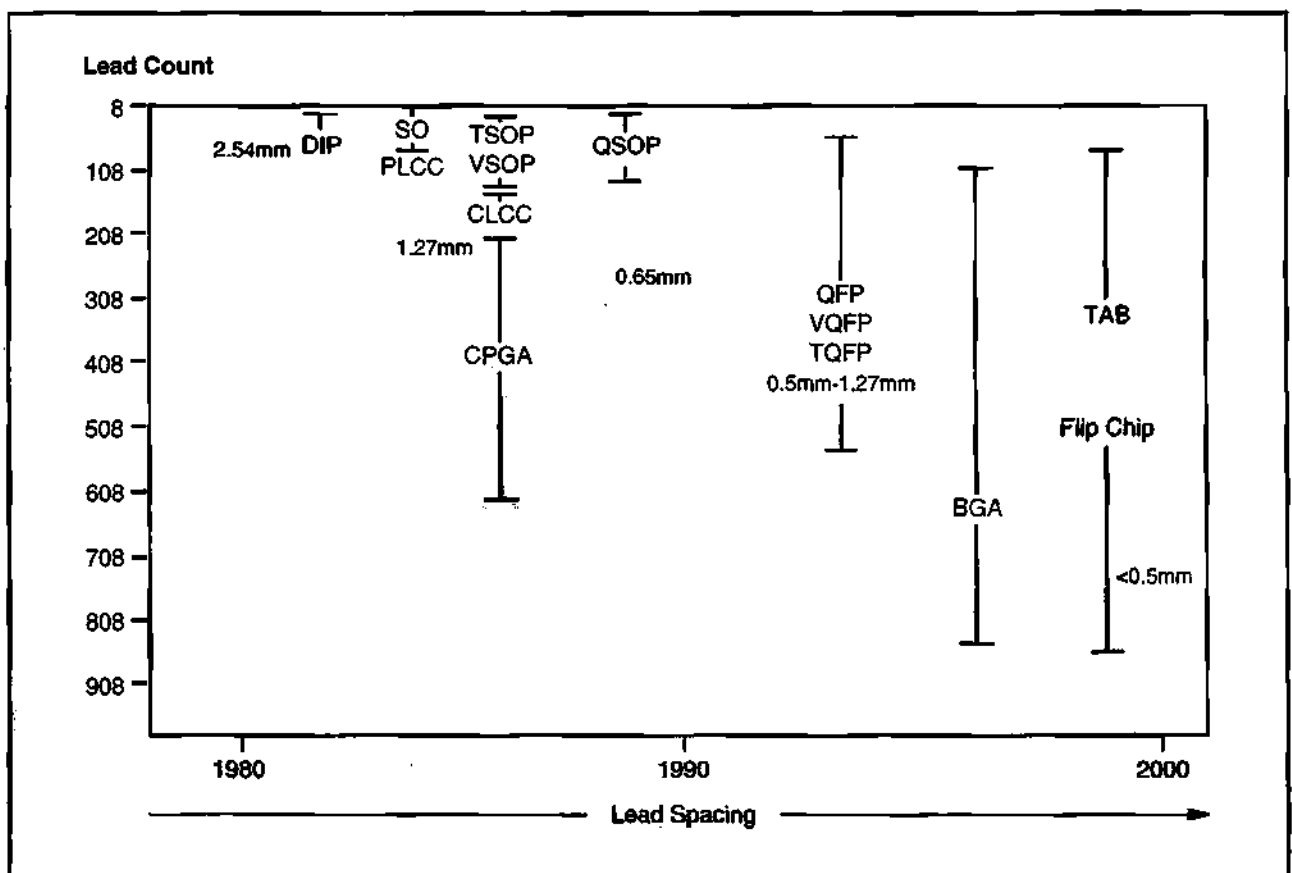 Lead Count
8
108
208
308
408
508
608
708
808
908
2.54mm
DIP
SO
PLCC
TSOP
VSOP
CLCC
1.27mm
CPGA
QSOP
0.65mm
QFP
VQFP
TQFP
0.5mm-1.27mm
BGA
TAB
Flip Chip
<0.5mm
1980
1990
2000
Lead Spacing